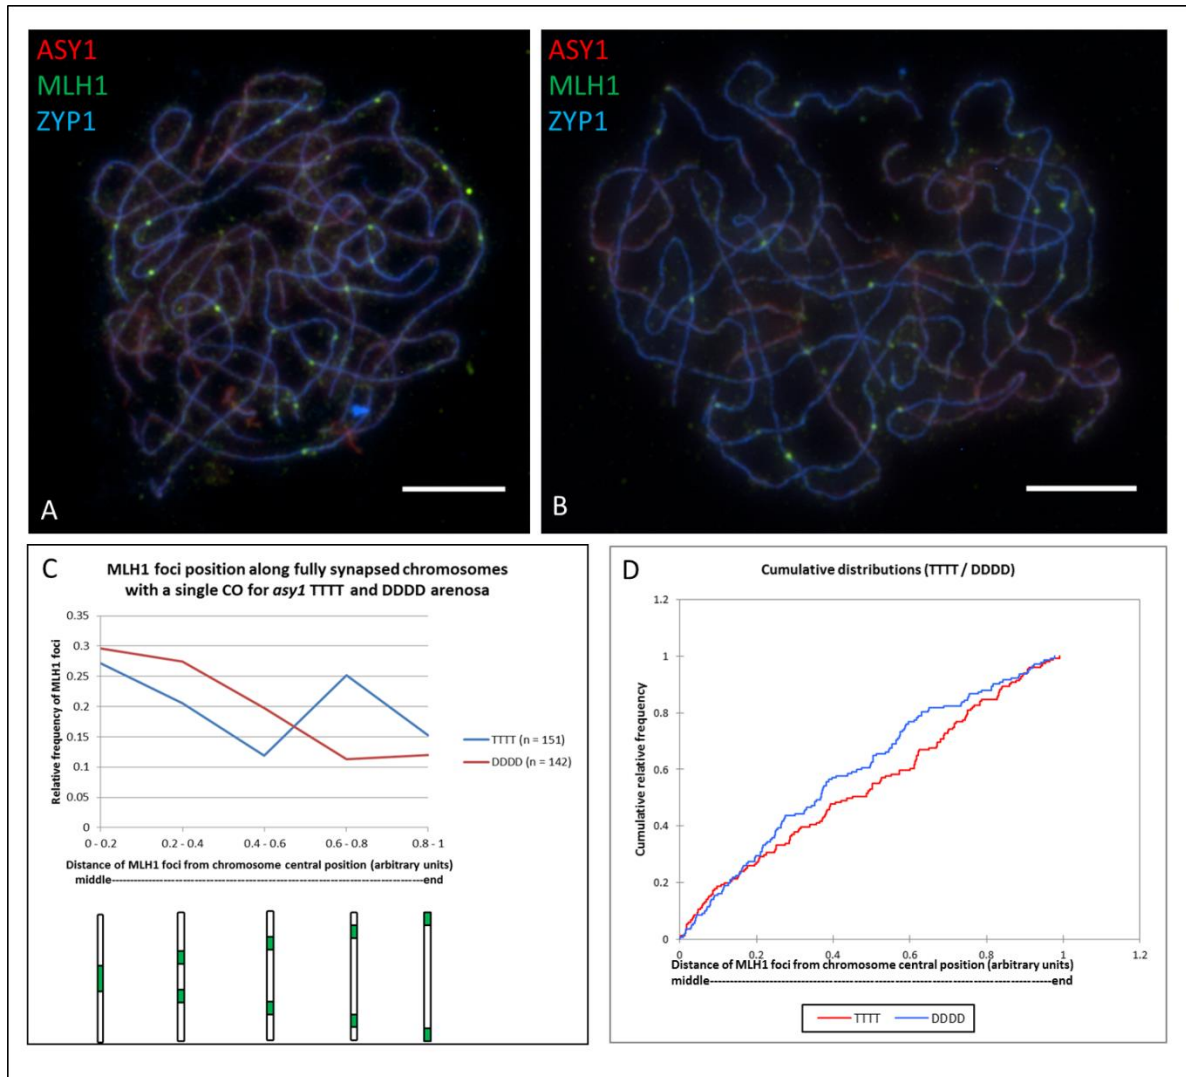 ASY1
MLH1
ZYP1
A
ASY1
MLH1
ZYP1
B
C
MLH1 foci position along fully synapsed chromosomes
with a single CO for asy1 TTTT and DDDD arenosa
Relative frequency of MLH1 foci
0.35
0.3
0.25
0.2
0.15
0.1
0.05
0
0 - 0.2
0.2 - 0.4
0.4 - 0.6
0.6 - 0.8
0.8 - 1
TTTT (n = 151)
DDDD (n = 142)
Distance of MLH1 foci from chromosome central position (arbitrary units)
middle--------------------------------------------------------------------------------end
D
Cumulative distributions (TTTT / DDDD)
Cumulative relative frequency
1.2
1
0.8
0.6
0.4
0.2
0
0
0.2
0.4
0.6
0.8
1
1.2
Distance of MLH1 foci from chromosome central position (arbitrary units)
middle--------------------------------------------------------------------------------end
TTTT
DDDD